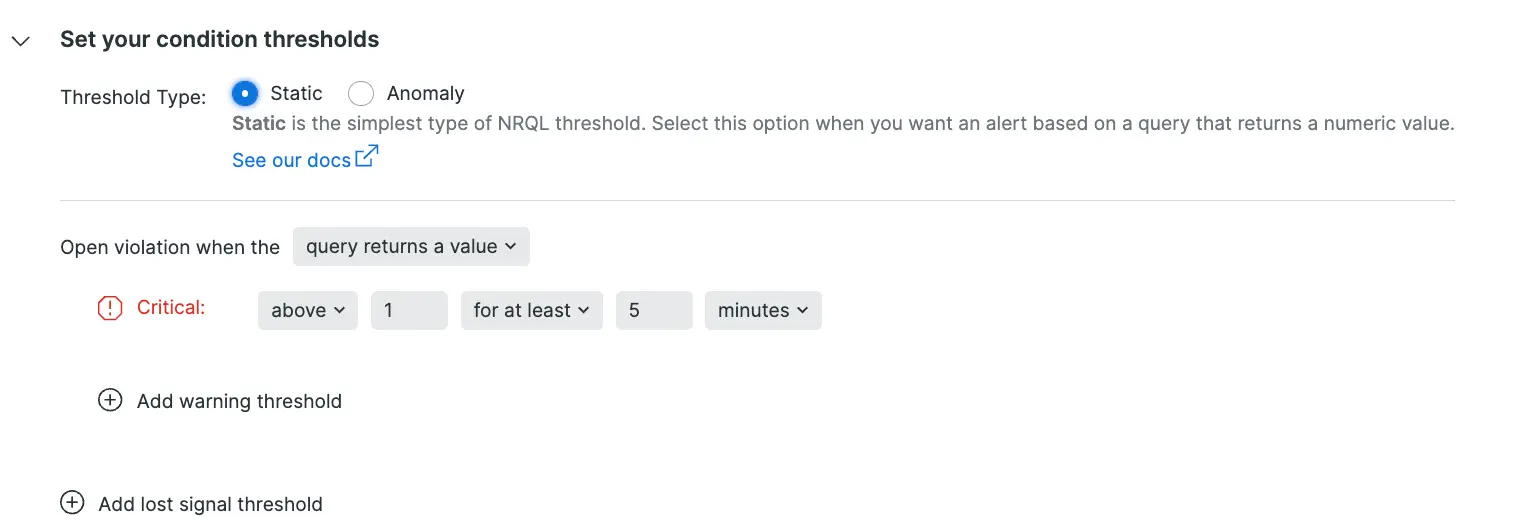 Set your condition thresholds
Threshold Type: Static Anomaly
Static is the simplest type of NRQL threshold. Select this option when you want an alert based on a query that returns a numeric value.
See our docs
Open violation when the query returns a value
Critical: above 1 for at least 5 minutes
Add warning threshold
Add lost signal threshold